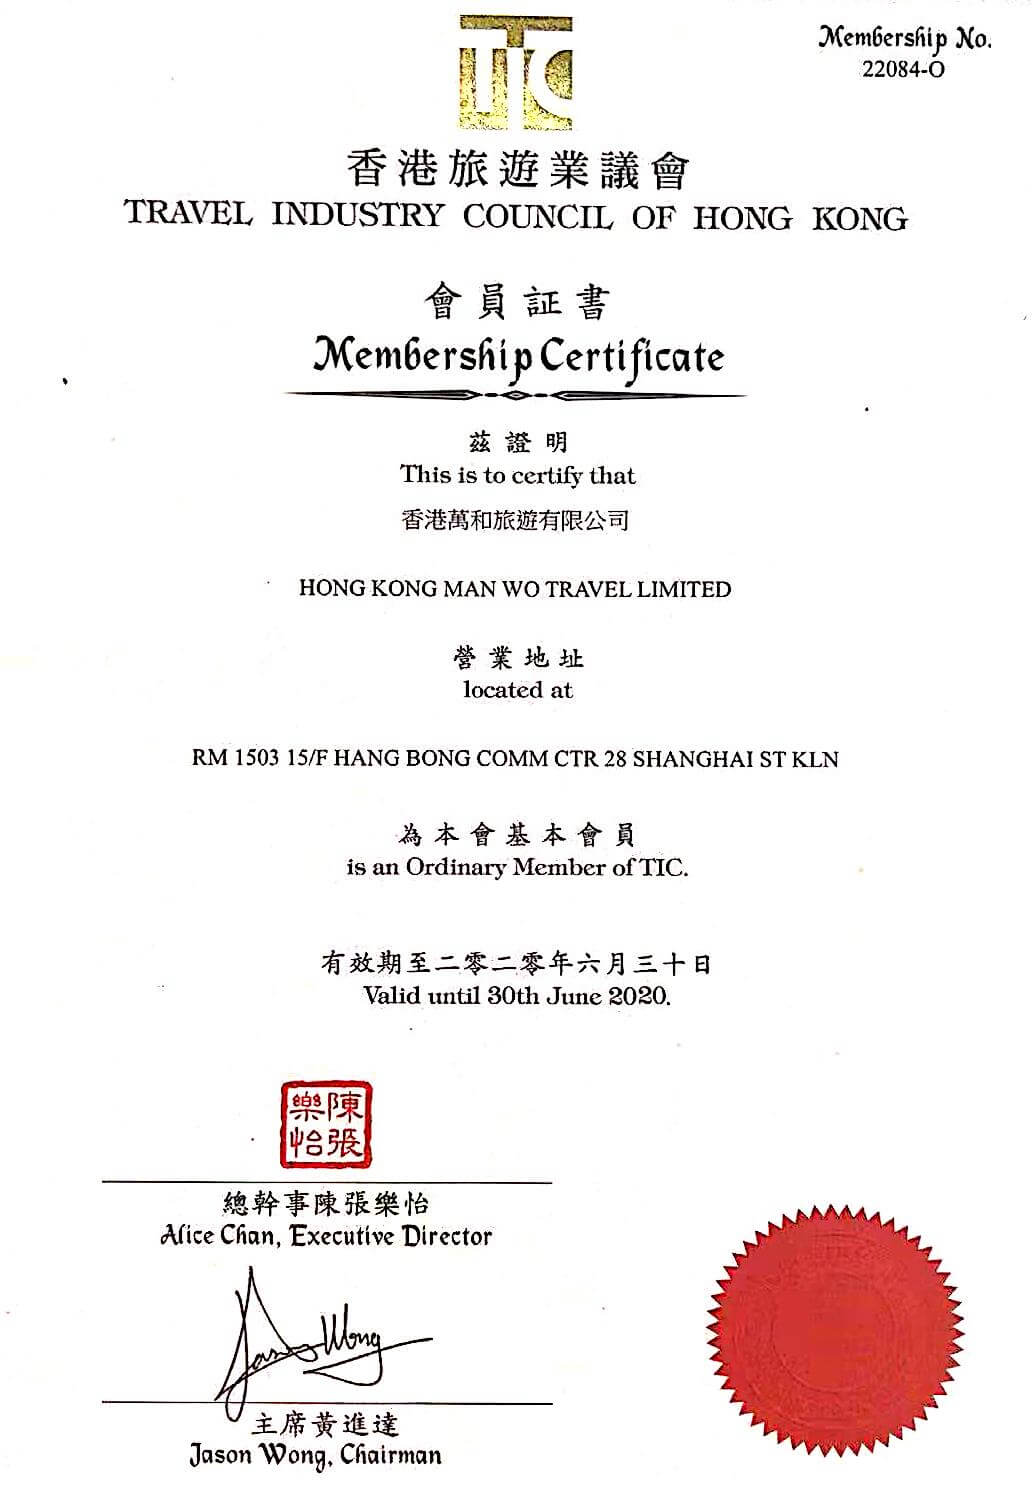 TIC
Membership No.
22084-O
香港旅遊業議會
TRAVEL INDUSTRY COUNCIL OF HONG KONG
會員証書
Membership Certificate
茲證明
This is to certify that
香港萬和旅遊有限公司
HONG KONG MAN WO TRAVEL LIMITED
營業地址
located at
RM 1503 15/F HANG BONG COMM CTR 28 SHANGHAI ST KLN
為本會基本會員
is an Ordinary Member of TIC.
有效期至二零二零年六月三十日
Valid until 30th June 2020.
陳張樂怡
總幹事陳張樂怡
Alice Chan, Executive Director
Jason Wong
主席黃進達
Jason Wong, Chairman